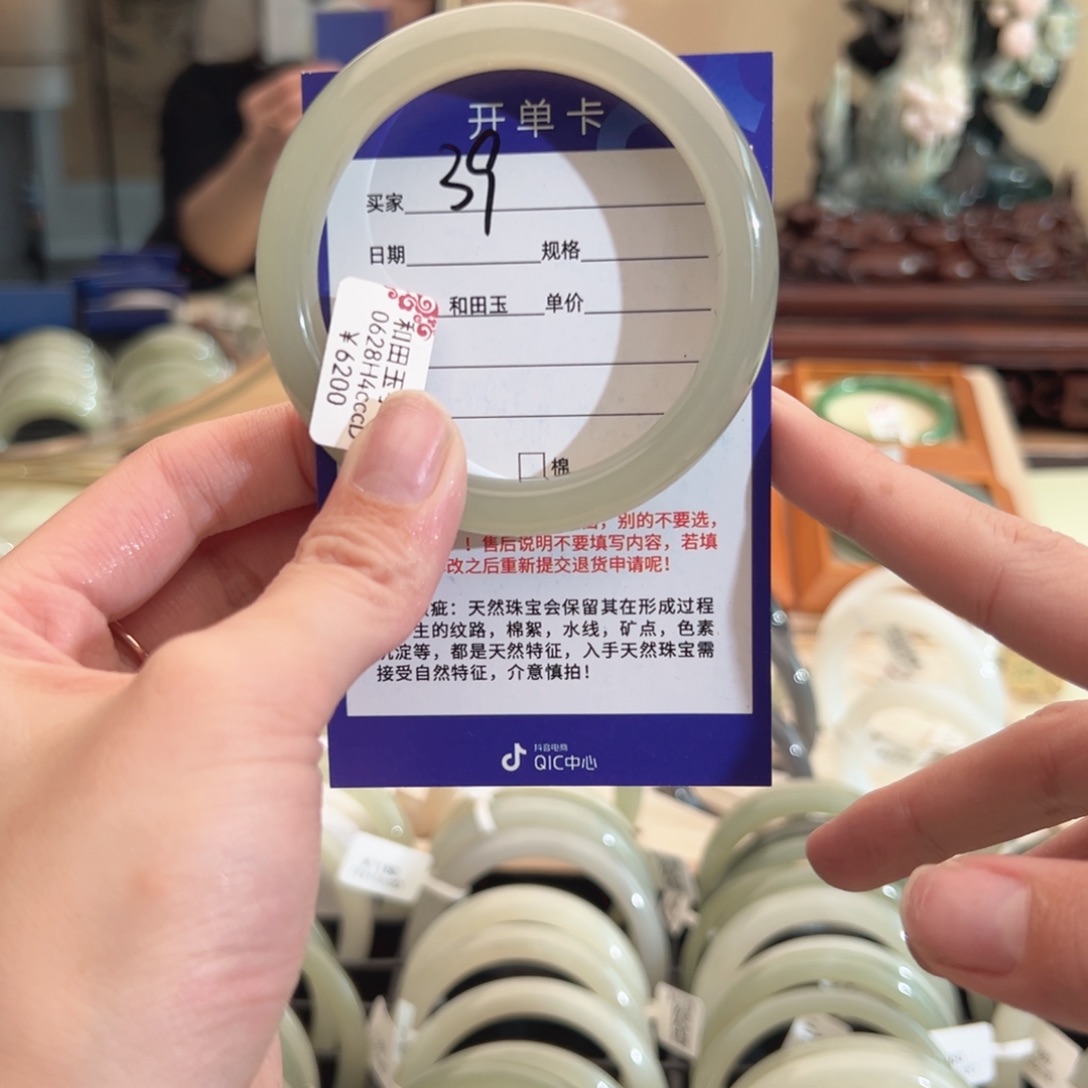 开单卡
39
买家
日期 规格
和田玉 单价
和田玉
0628H4CCCD
¥6200
棉
别的不要选，
！售后说明不要填写内容，若填
改之后重新提交退货申请呢！
疵：天然珠宝会保留其在形成过程
生的纹路，棉絮，水线，矿点，色素
沉淀等，都是天然特征，入手天然珠宝需
接受自然特征，介意慎拍！
抖音电商
QIC中心